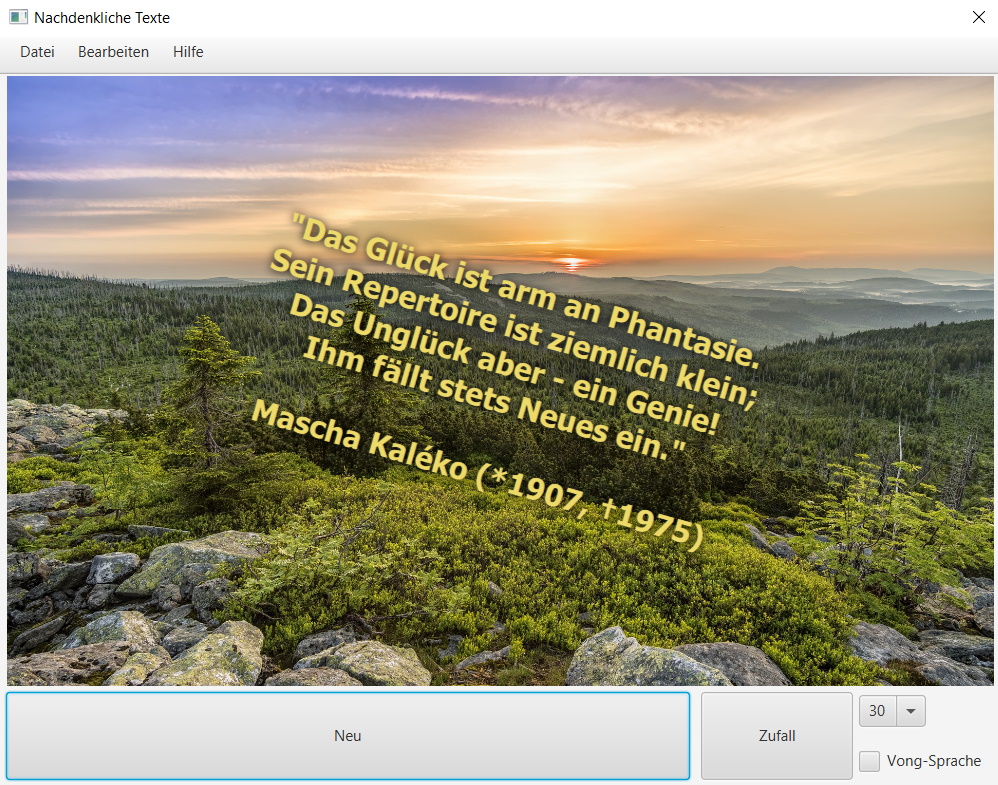 Nachdenkliche Texte
Datei Bearbeiten Hilfe
"Das Glück ist arm an Phantasie.
Sein Repertoire ist ziemlich klein;
Das Unglück aber - ein Genie!
Ihm fällt stets Neues ein."
Mascha Kaléko (*1907, †1975)
Neu
Zufall
30
Vong-Sprache